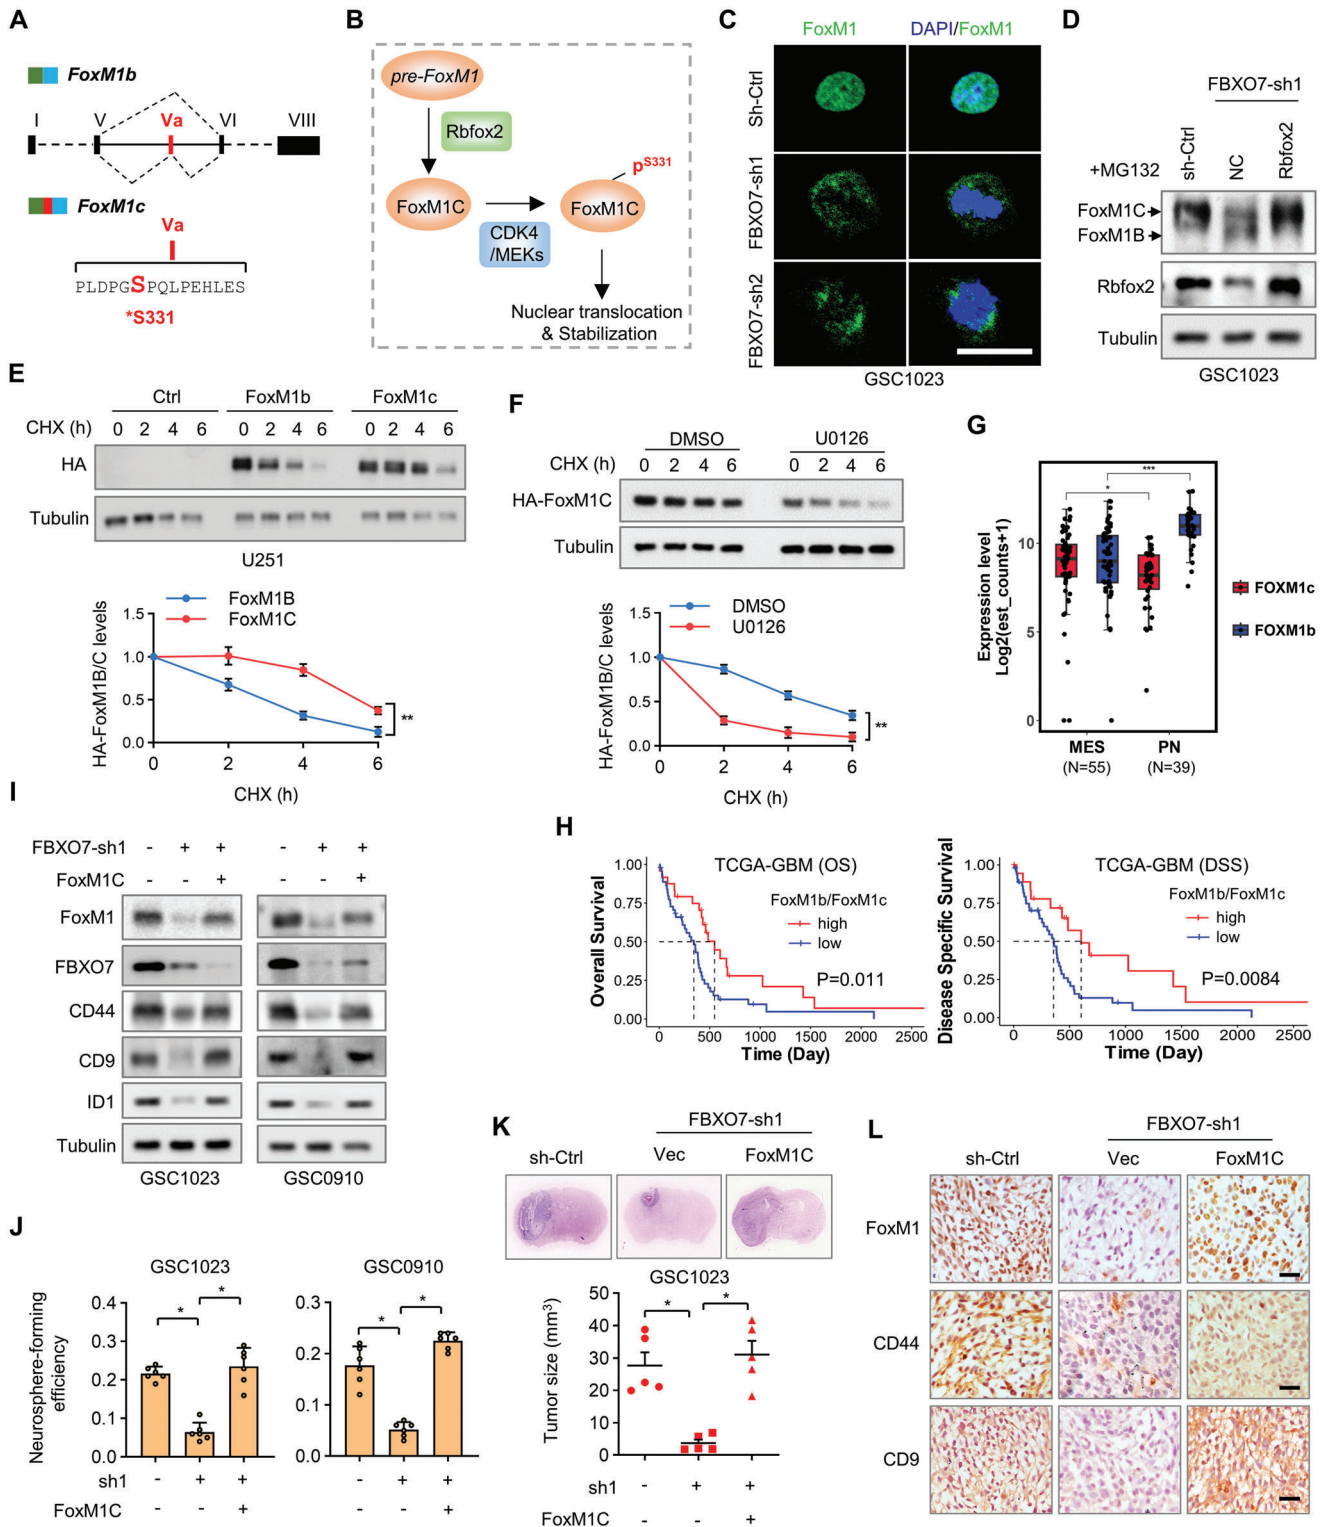 A
FoxM1b
I V Va VI VIII
FoxM1c
Va
PLDPGSPQLPEHLES
*S331
B
pre-FoxM1
Rbfox2
pS331
FoxM1C
FoxM1C
CDK4
/MEKs
Nuclear translocation
& Stabilization
C
FoxM1 DAPI/FoxM1
Sh-Ctrl
FBXO7-sh1
FBXO7-sh2
GSC1023
D
FBXO7-sh1
+MG132 sh-Ctrl NC Rbfox2
FoxM1C
FoxM1B
Rbfox2
Tubulin
GSC1023
E
Ctrl FoxM1b FoxM1c
CHX (h) 0 2 4 6 0 2 4 6 0 2 4 6
HA
Tubulin
U251
FoxM1B
FoxM1C
HA-FoxM1B/C levels
1.5
1.0
0.5
0.0
**
0 2 4 6
CHX (h)
F
DMSO U0126
CHX (h) 0 2 4 6 0 2 4 6
HA-FoxM1C
Tubulin
DMSO
U0126
HA-FoxM1B/C levels
1.5
1.0
0.5
0.0
**
0 2 4 6
CHX (h)
G
***
*
Expression level
Log2(est_counts+1)
10
5
0
MES PN
(N=55) (N=39)
FOXM1c
FOXM1b
H
TCGA-GBM (OS)
FoxM1b/FoxM1c
high
low
P=0.011
Overall Survival
1.00
0.75
0.50
0.25
0.00
0 500 1000 1500 2000 2500
Time (Day)
TCGA-GBM (DSS)
FoxM1b/FoxM1c
high
low
P=0.0084
Disease Specific Survival
1.00
0.75
0.50
0.25
0.00
0 500 1000 1500 2000 2500
Time (Day)
I
FBXO7-sh1 - + + - + +
FoxM1C - - + - - +
FoxM1
FBXO7
CD44
CD9
ID1
Tubulin
GSC1023 GSC0910
J
GSC1023
Neurosphere-forming
efficiency
0.4
0.3
0.2
0.1
0.0
* *
sh1 - + +
FoxM1C - - +
GSC0910
0.3
0.2
0.1
0.0
* *
- + +
- - +
K
FBXO7-sh1
sh-Ctrl Vec FoxM1C
GSC1023
Tumor size (mm3)
50
40
30
20
10
0
* *
sh1 - + +
FoxM1C - - +
L
FBXO7-sh1
sh-Ctrl Vec FoxM1C
FoxM1
CD44
CD9